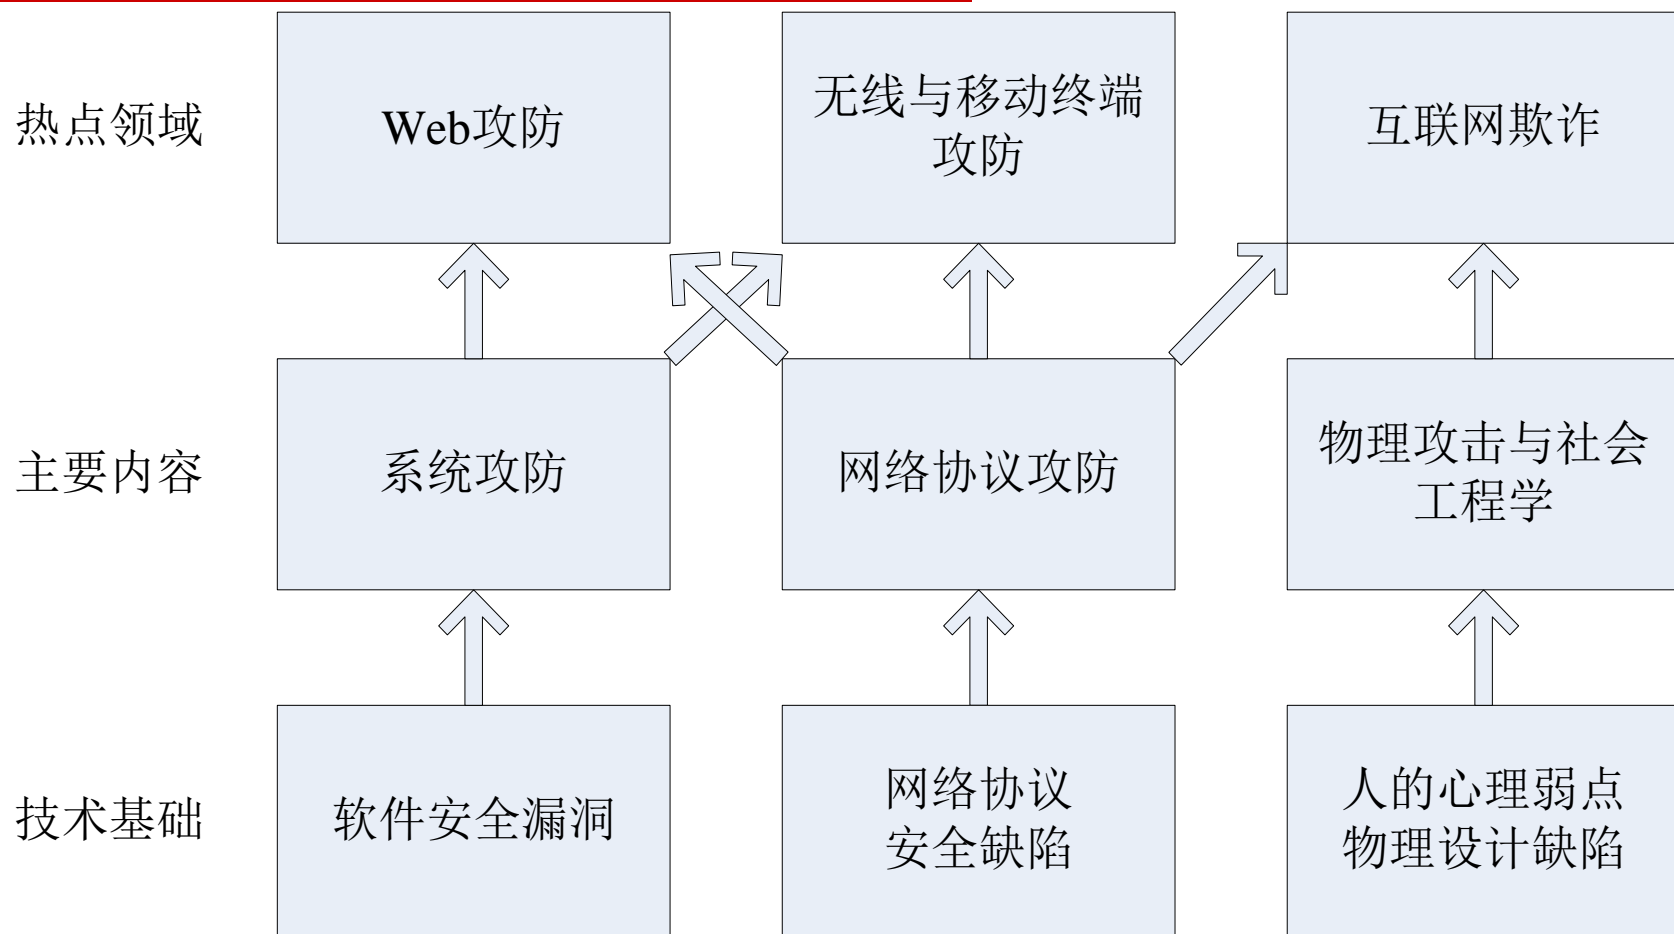 热点领域
Web攻防
无线与移动终端
攻防
互联网欺诈
主要内容
系统攻防
网络协议攻防
物理攻击与社会
工程学
技术基础
软件安全漏洞
网络协议
安全缺陷
人的心理弱点
物理设计缺陷